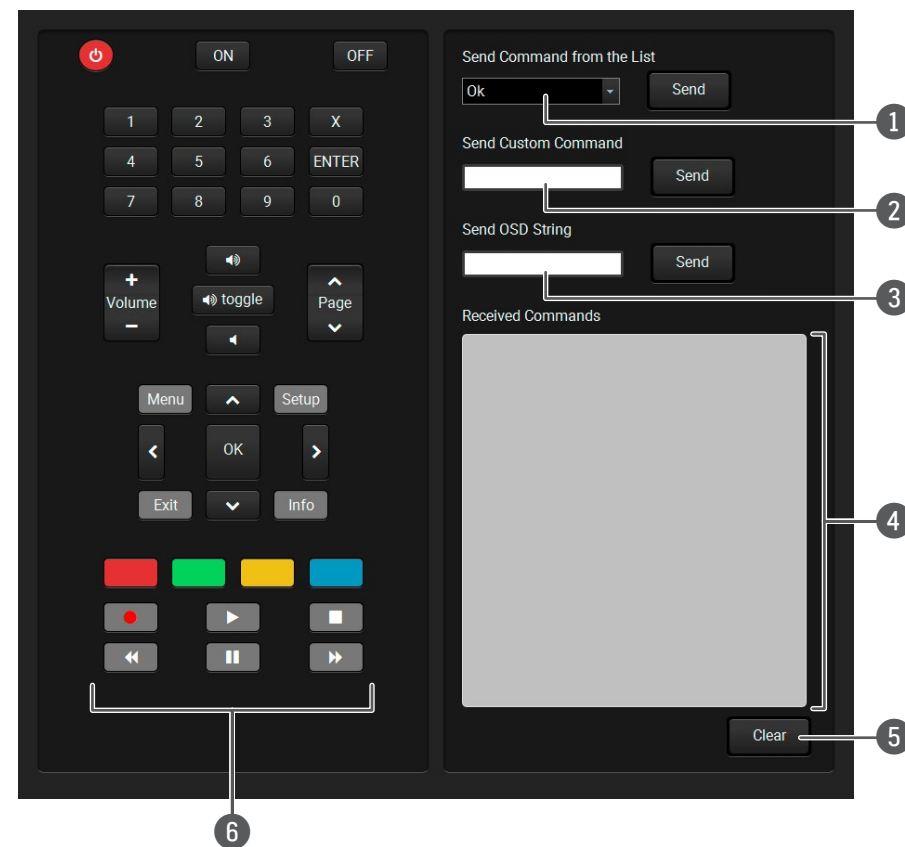 ON OFF
1 2 3 X
4 5 6 ENTER
7 8 9 0
Volume
toggle
Page
Menu Setup
OK
Exit Info
Send Command from the List
Ok Send
1
Send Custom Command
Send
2
Send OSD String
Send
3
Received Commands
4
Clear
5
6